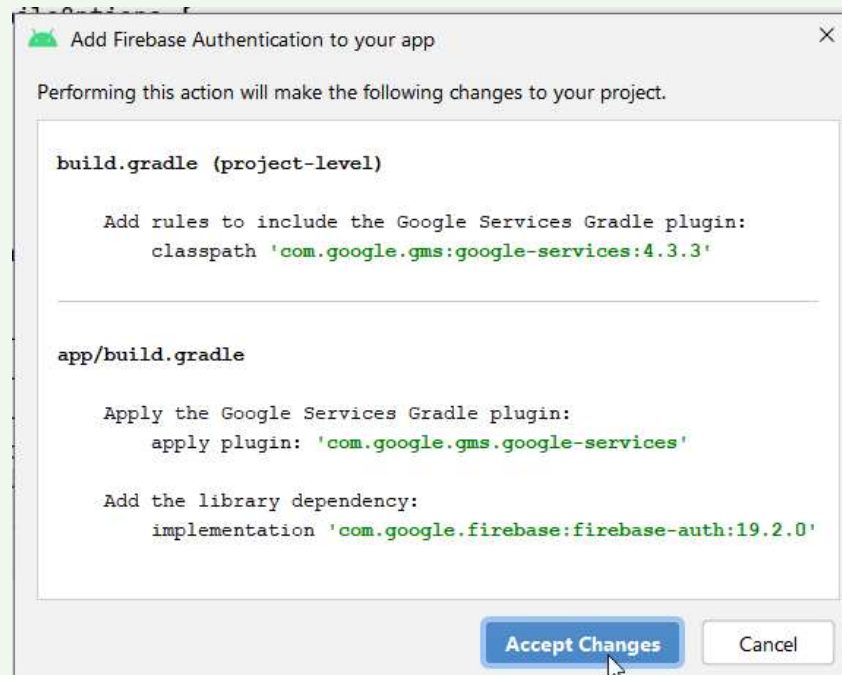 Add Firebase Authentication to your app
Performing this action will make the following changes to your project.
build.gradle (project-level)
Add rules to include the Google Services Gradle plugin:
classpath 'com.google.gms:google-services:4.3.3'
app/build.gradle
Apply the Google Services Gradle plugin:
apply plugin: 'com.google.gms.google-services'
Add the library dependency:
implementation 'com.google.firebase:firebase-auth:19.2.0'
Accept Changes
Cancel